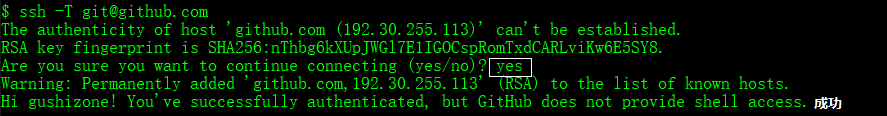 $ ssh -T git@github.com
The authenticity of host 'github.com (192.30.255.113)' can't be established.
RSA key fingerprint is SHA256:nThbg6kXUpJWGl7E1IGOCspRomTxdCARLviKw6E5SY8.
Are you sure you want to continue connecting (yes/no)? yes
Warning: Permanently added 'github.com,192.30.255.113' (RSA) to the list of known hosts.
Hi gushizone! You've successfully authenticated, but GitHub does not provide shell access. 成功